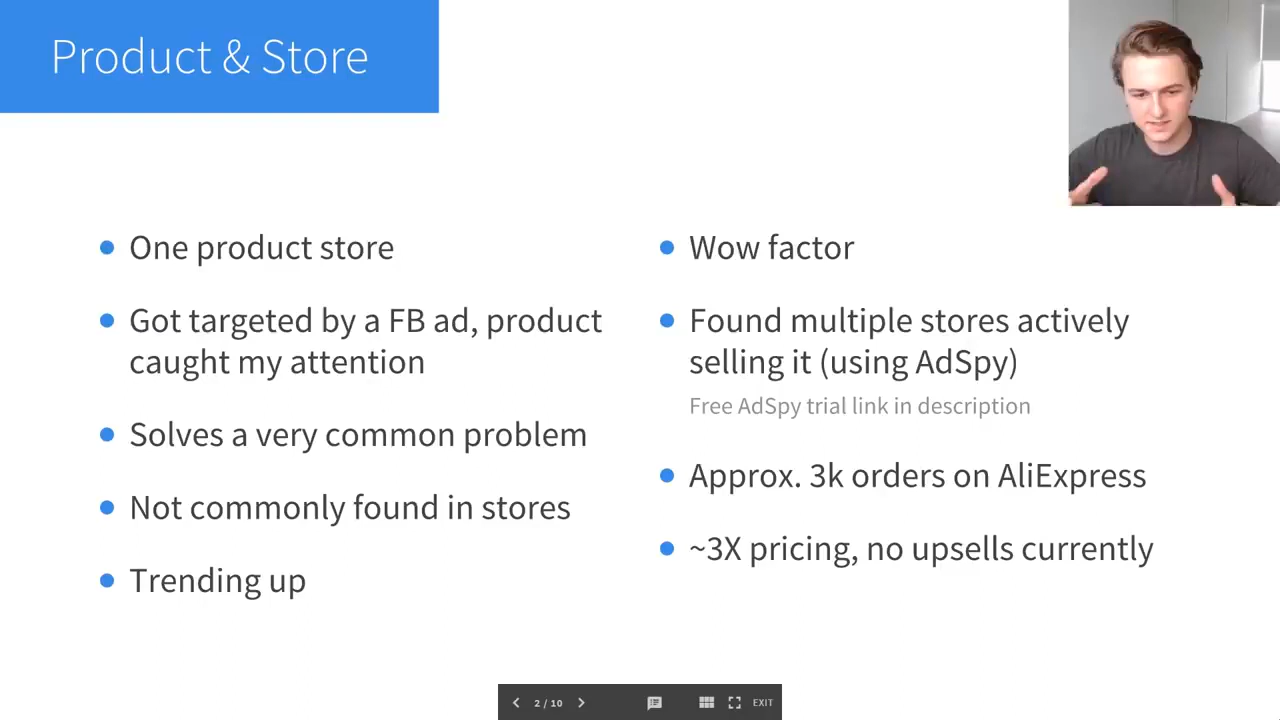 Product & Store
One product store
Got targeted by a FB ad, product
caught my attention
Solves a very common problem
Not commonly found in stores
Trending up
Wow factor
Found multiple stores actively
selling it (using AdSpy)
Free AdSpy trial link in description
Approx. 3k orders on AliExpress
~3X pricing, no upsells currently
2 / 10
EXIT